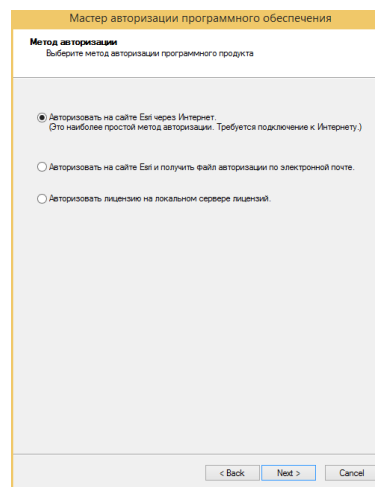 Мастер авторизации программного обеспечения
Метод авторизации
Выберите метод авторизации программного продукта
Авторизовать на сайте Esri через Интернет.
(Это наиболее простой метод авторизации. Требуется подключение к Интернету.)
Авторизовать на сайте Esri и получить файл авторизации по электронной почте.
Авторизовать лицензию на локальном сервере лицензий.
< Back Next > Cancel